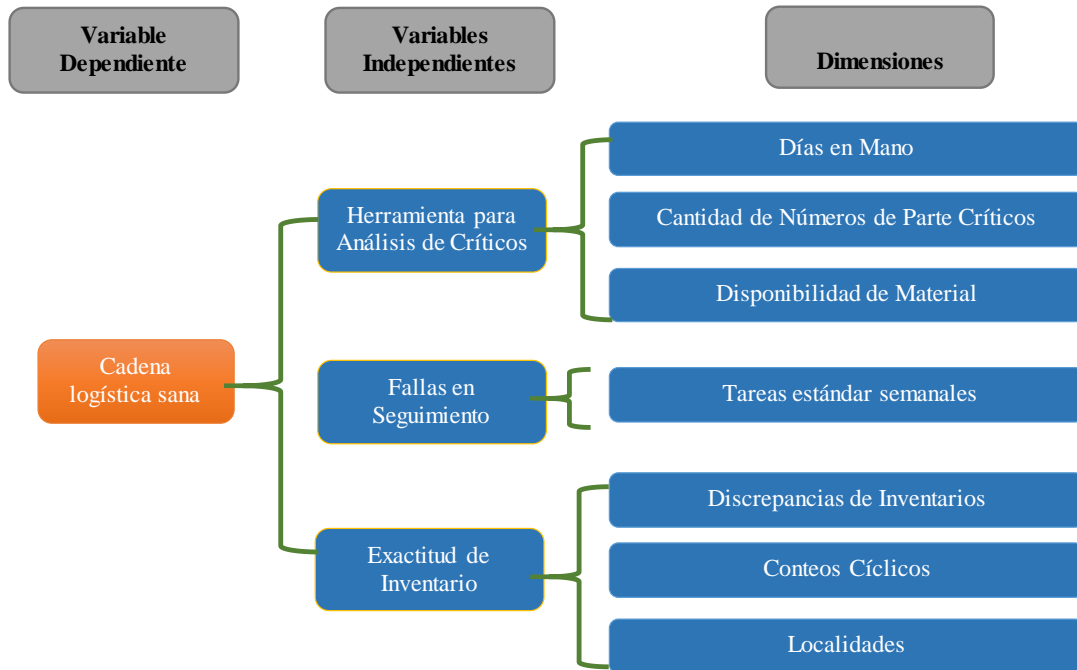 Variable
Dependiente
Variables
Independientes
Dimensiones
Cadena
logística sana
Herramienta para
Análisis de Críticos
Días en Mano
Cantidad de Números de Parte Críticos
Disponibilidad de Material
Fallas en
Seguimiento
Tareas estándar semanales
Exactitud de
Inventario
Discrepancias de Inventarios
Conteos Cíclicos
Localidades